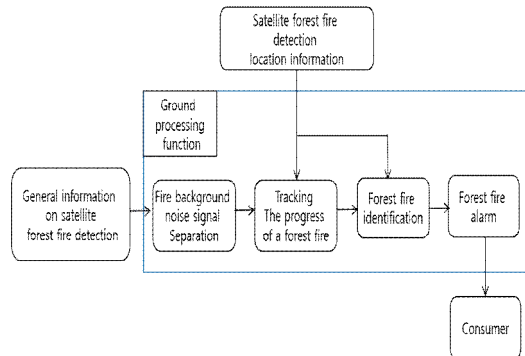 Satellite forest fire
detection
location information
Ground
processing
function
General information
on satellite
forest fire detection
Fire background
noise signal
Separation
Tracking
The progress
of a forest fire
Forest fire
identification
Forest fire
alarm
Consumer